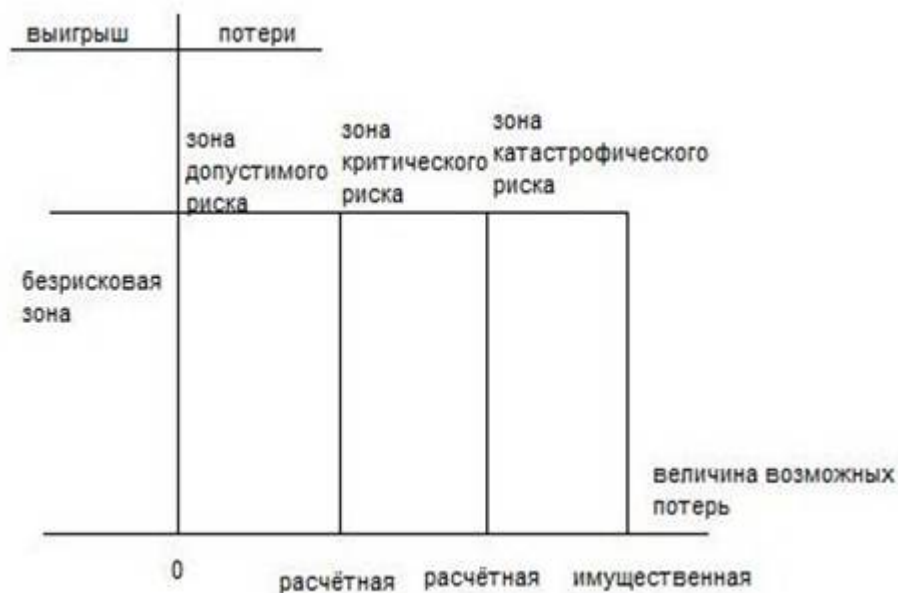 выигрыш потери
зона
допустимого
риска
зона
критического
риска
зона
катастрофического
риска
безрисковая
зона
величина возможных
потерь
0 расчётная расчётная имущественная